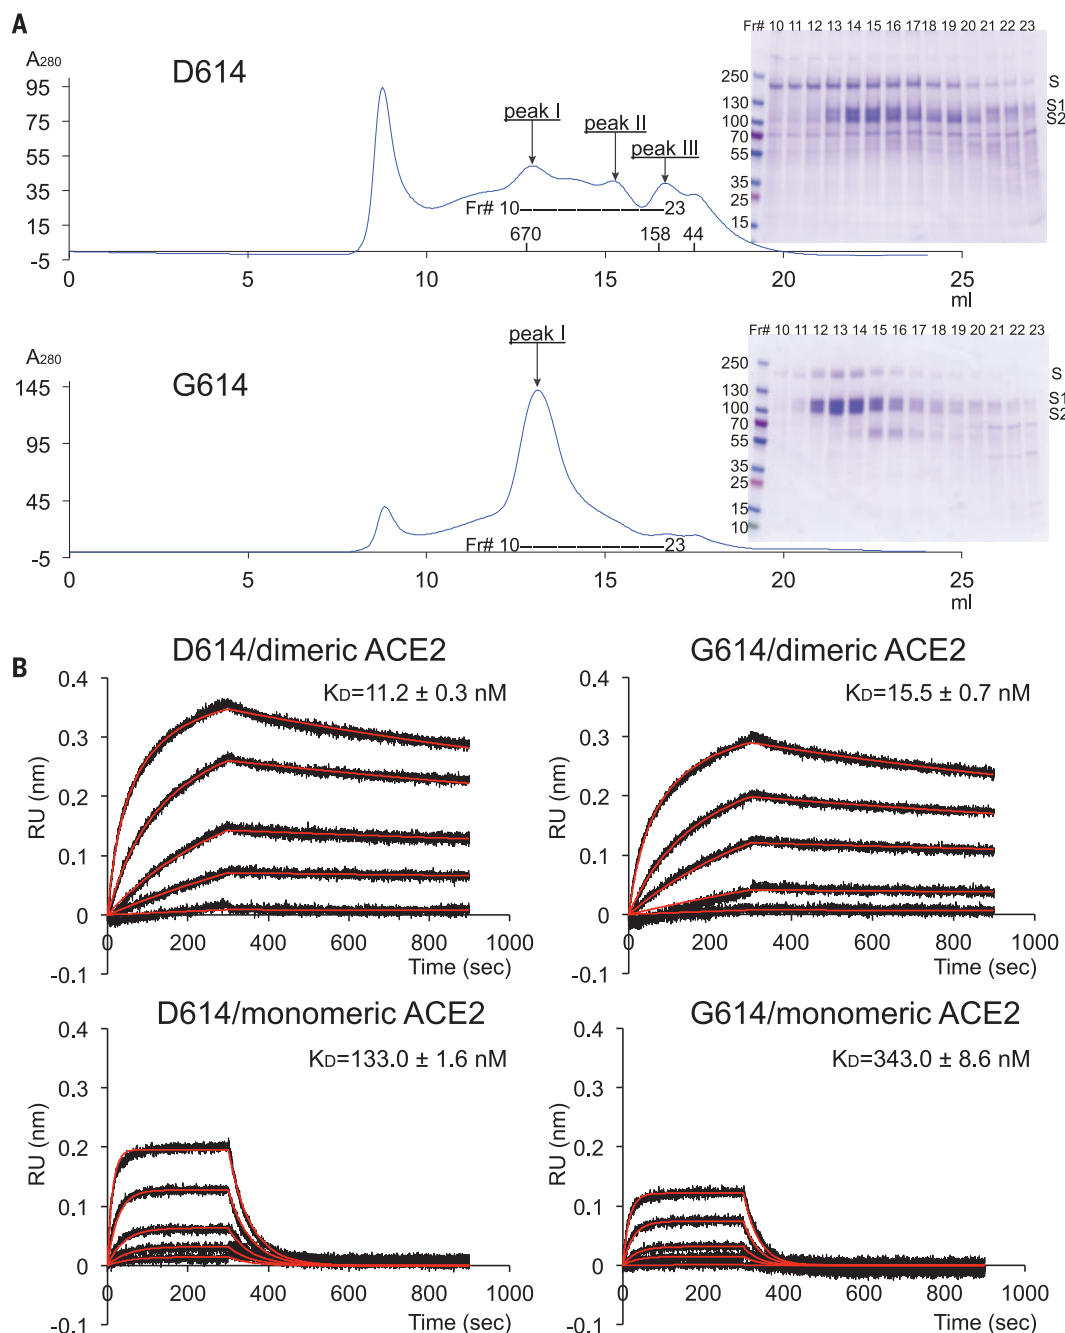 A
A280
D614
95
75
55
35
15
-5
peak I
peak II
peak III
Fr# 10 23
670 158 44
0 5 10 15 20 25
ml
Fr# 10 11 12 13 14 15 16 17 18 19 20 21 22 23
250
130
100
70
55
35
25
15
S
S1
S2
A280
G614
145
95
45
-5
peak I
Fr# 10 23
0 5 10 15 20 25
ml
Fr# 10 11 12 13 14 15 16 17 18 19 20 21 22 23
250
130
100
70
55
35
25
15
10
S
S1
S2
B
D614/dimeric ACE2
KD=11.2 ± 0.3 nM
RU (nm)
0.4
0.3
0.2
0.1
0
-0.1
0 200 400 600 800 1000
Time (sec)
G614/dimeric ACE2
KD=15.5 ± 0.7 nM
RU (nm)
0.4
0.3
0.2
0.1
0
-0.1
0 200 400 600 800 1000
Time (sec)
D614/monomeric ACE2
KD=133.0 ± 1.6 nM
RU (nm)
0.4
0.3
0.2
0.1
0
-0.1
0 200 400 600 800 1000
Time (sec)
G614/monomeric ACE2
KD=343.0 ± 8.6 nM
RU (nm)
0.4
0.3
0.2
0.1
0
-0.1
0 200 400 600 800 1000
Time (sec)